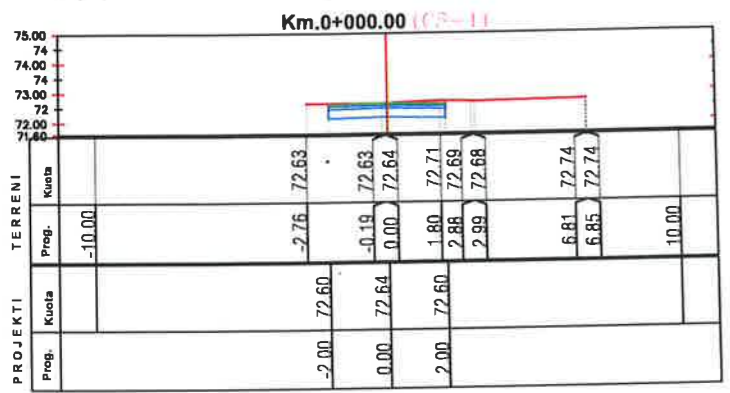 Km.0+000.00 (CS-1)
75.00
74
74.00
74
73.00
72
72.00
71.60
TERRENI
Kuota
72.63 72.63 72.64 72.71 72.69 72.68 72.74 72.74
Prog.
-10.00 -2.76 -0.19 0.00 1.80 2.88 2.99 6.81 6.85 10.00
PROJEKTI
Kuota
72.60 72.64 72.60
Prog.
-2.00 0.00 2.00